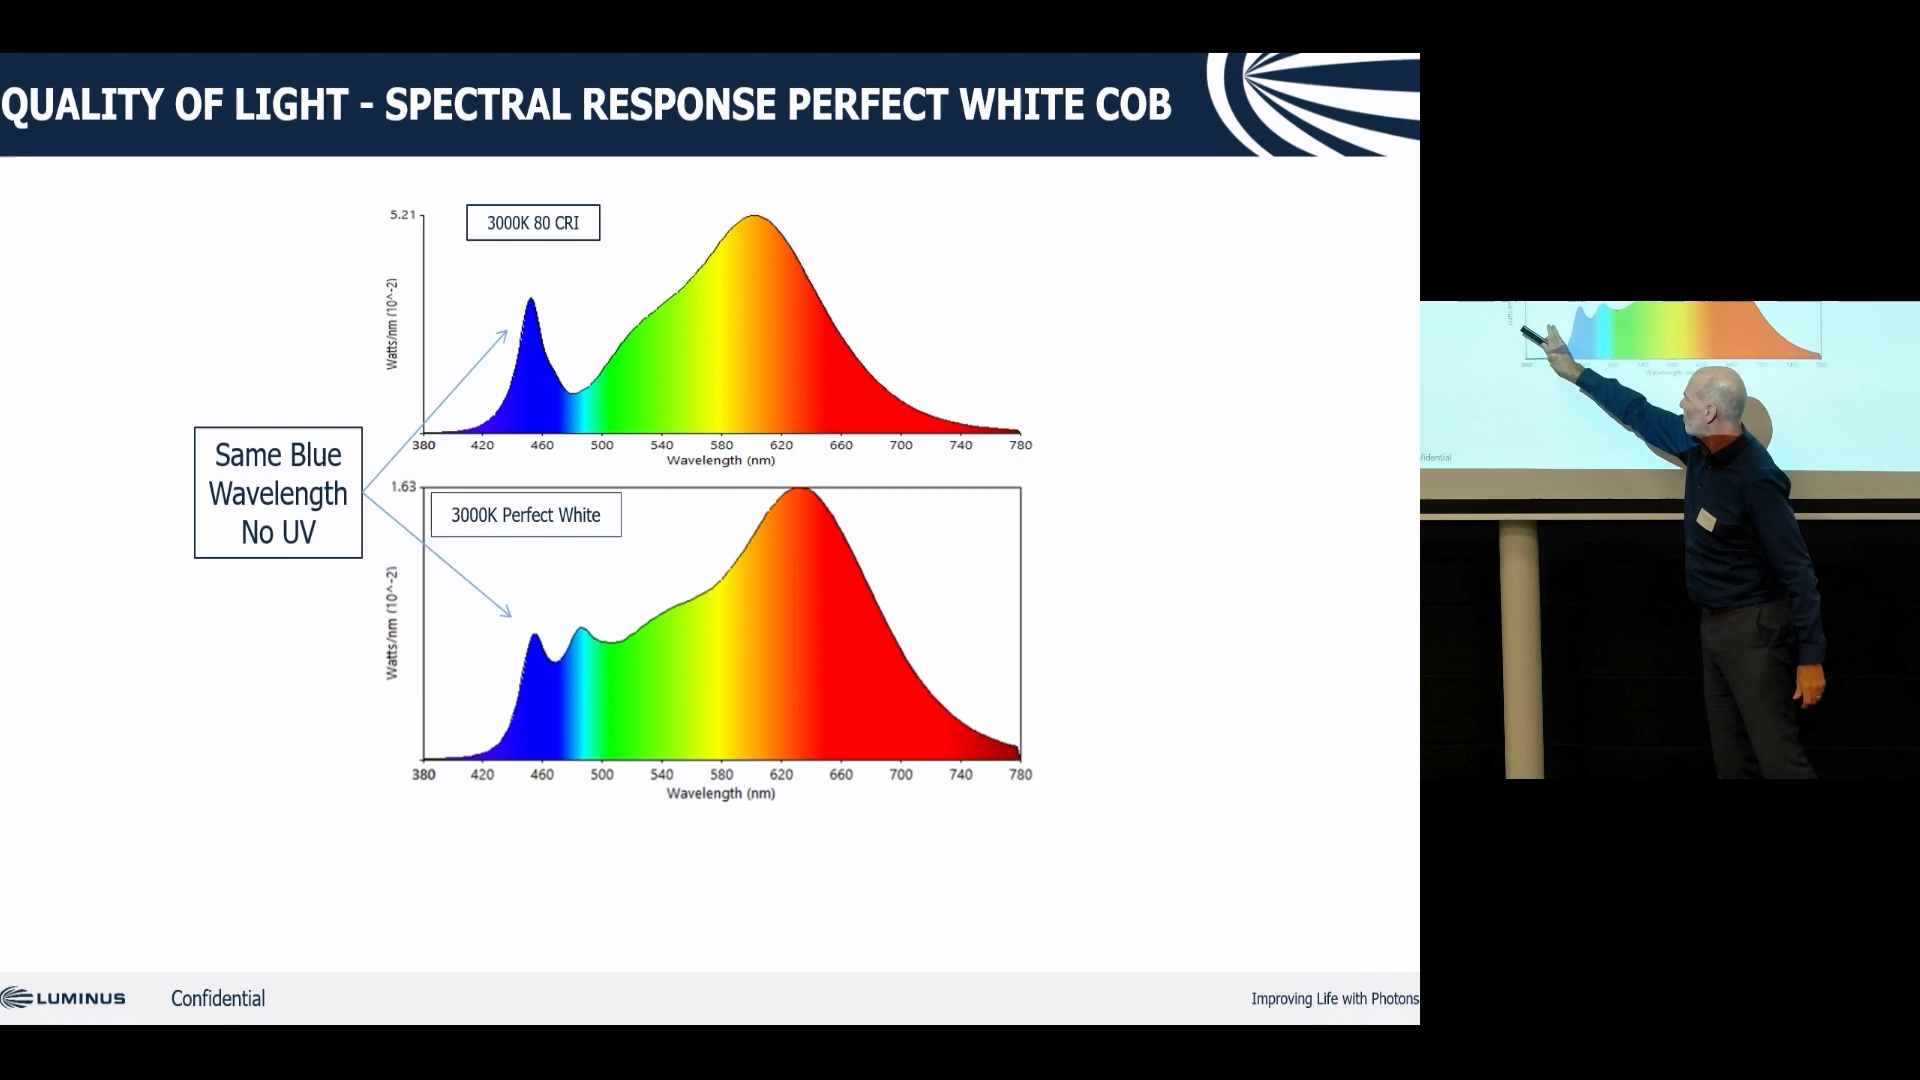 QUALITY OF LIGHT - SPECTRAL RESPONSE PERFECT WHITE COB
5.21
3000K 80 CRI
Watts/nm (10^-2)
380 420 460 500 540 580 620 660 700 740 780
Wavelength (nm)
Same Blue
Wavelength
No UV
1.63
3000K Perfect White
Watts/nm (10^-2)
380 420 460 500 540 580 620 660 700 740 780
Wavelength (nm)
LUMINUS
Confidential
Improving Life with Photons